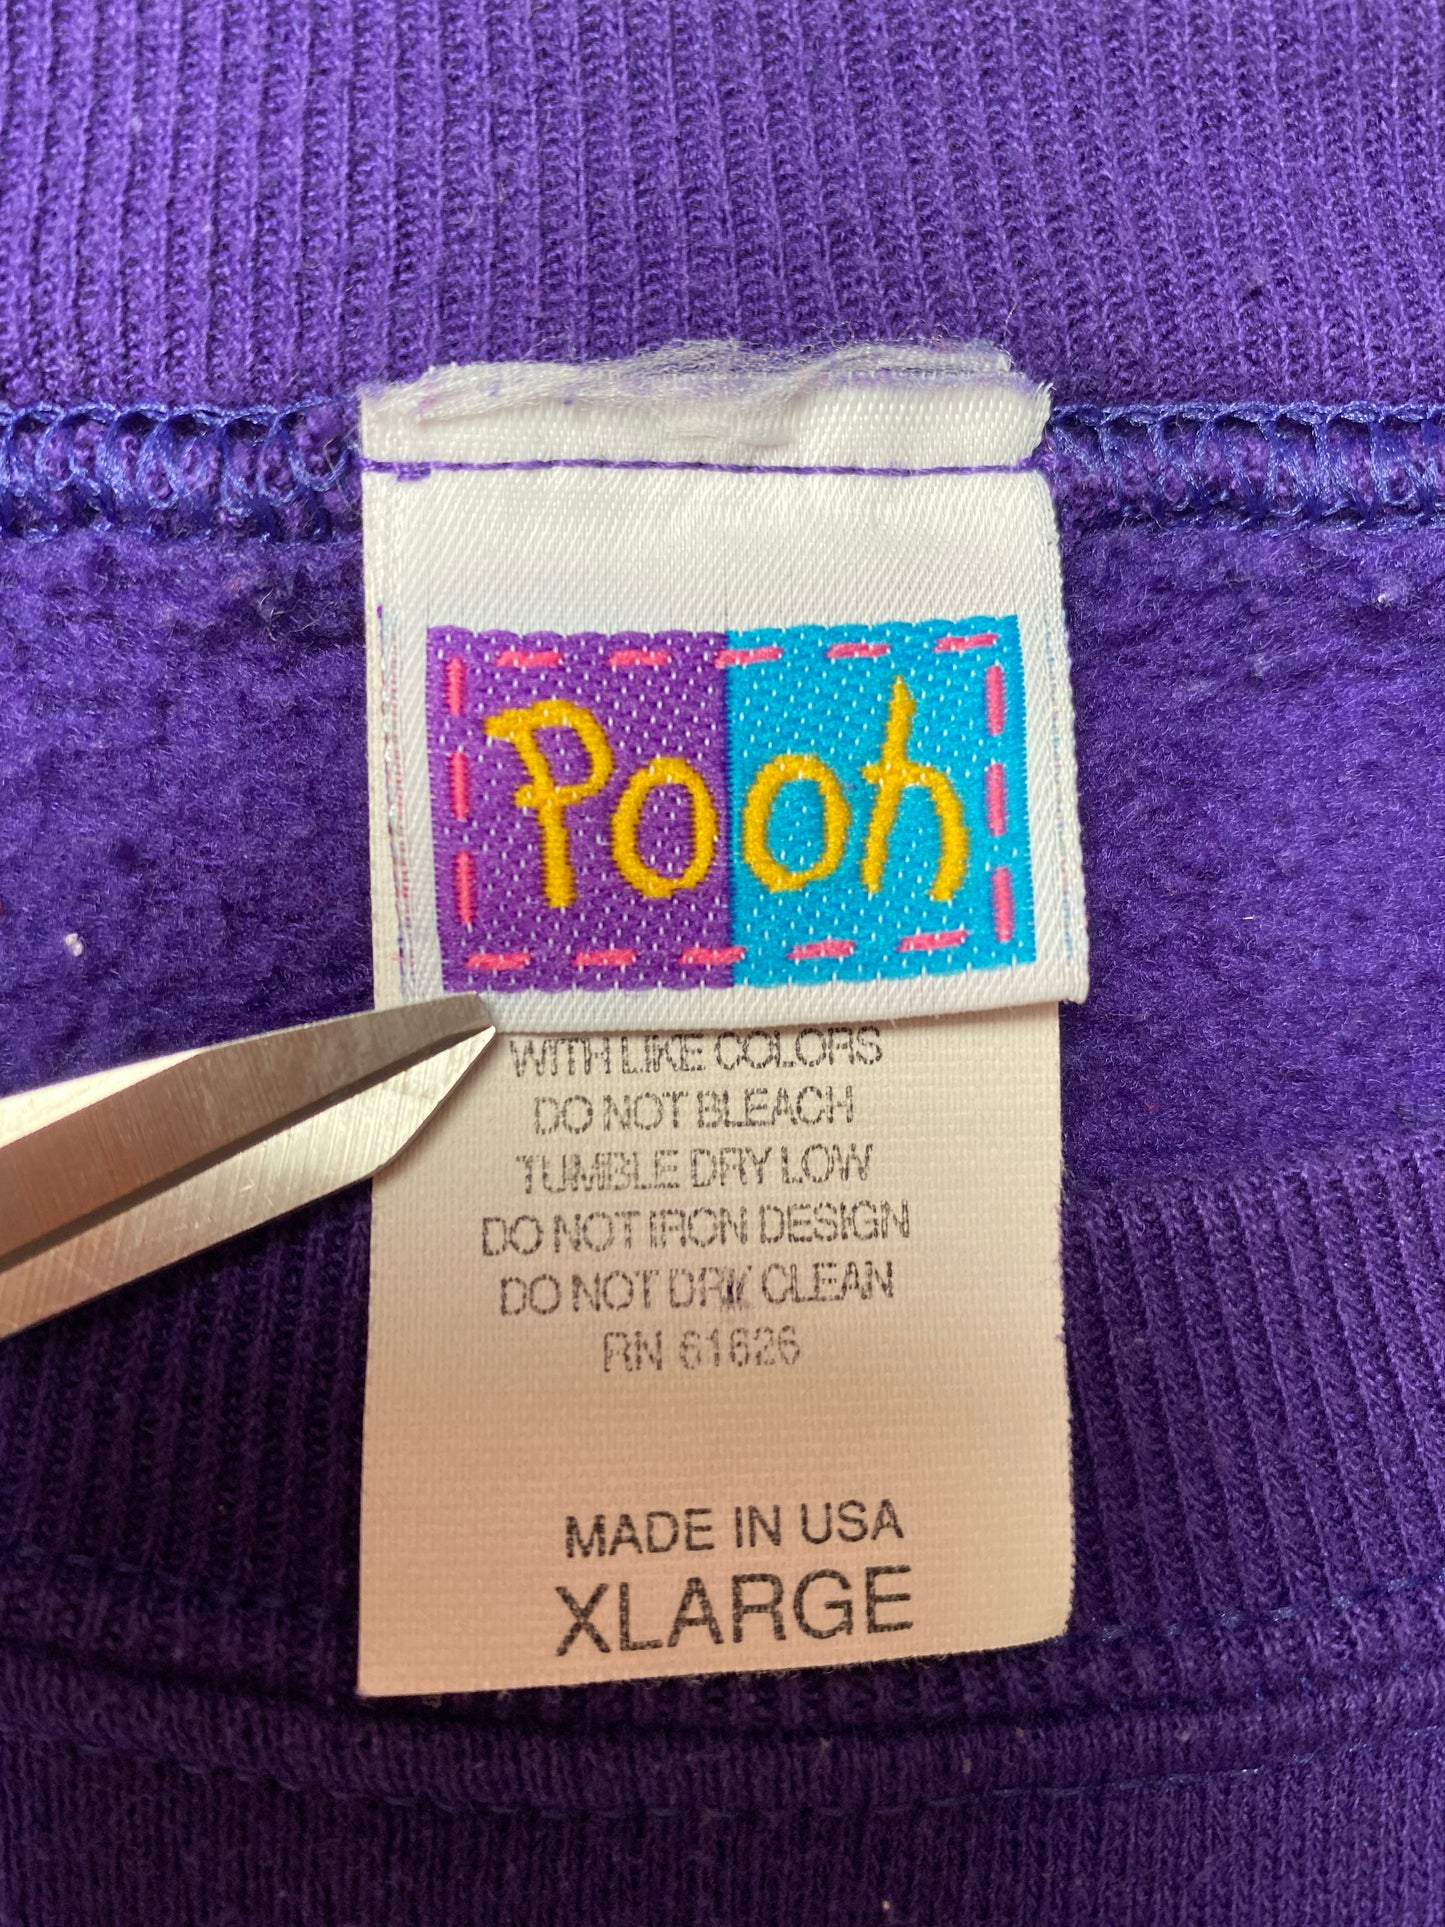 Pooh
WITH LIKE COLORS
DO NOT BLEACH
TUMBLE DRY LOW
DO NOT IRON DESIGN
DO NOT DRY CLEAN
RN 61626
MADE IN USA
XLARGE